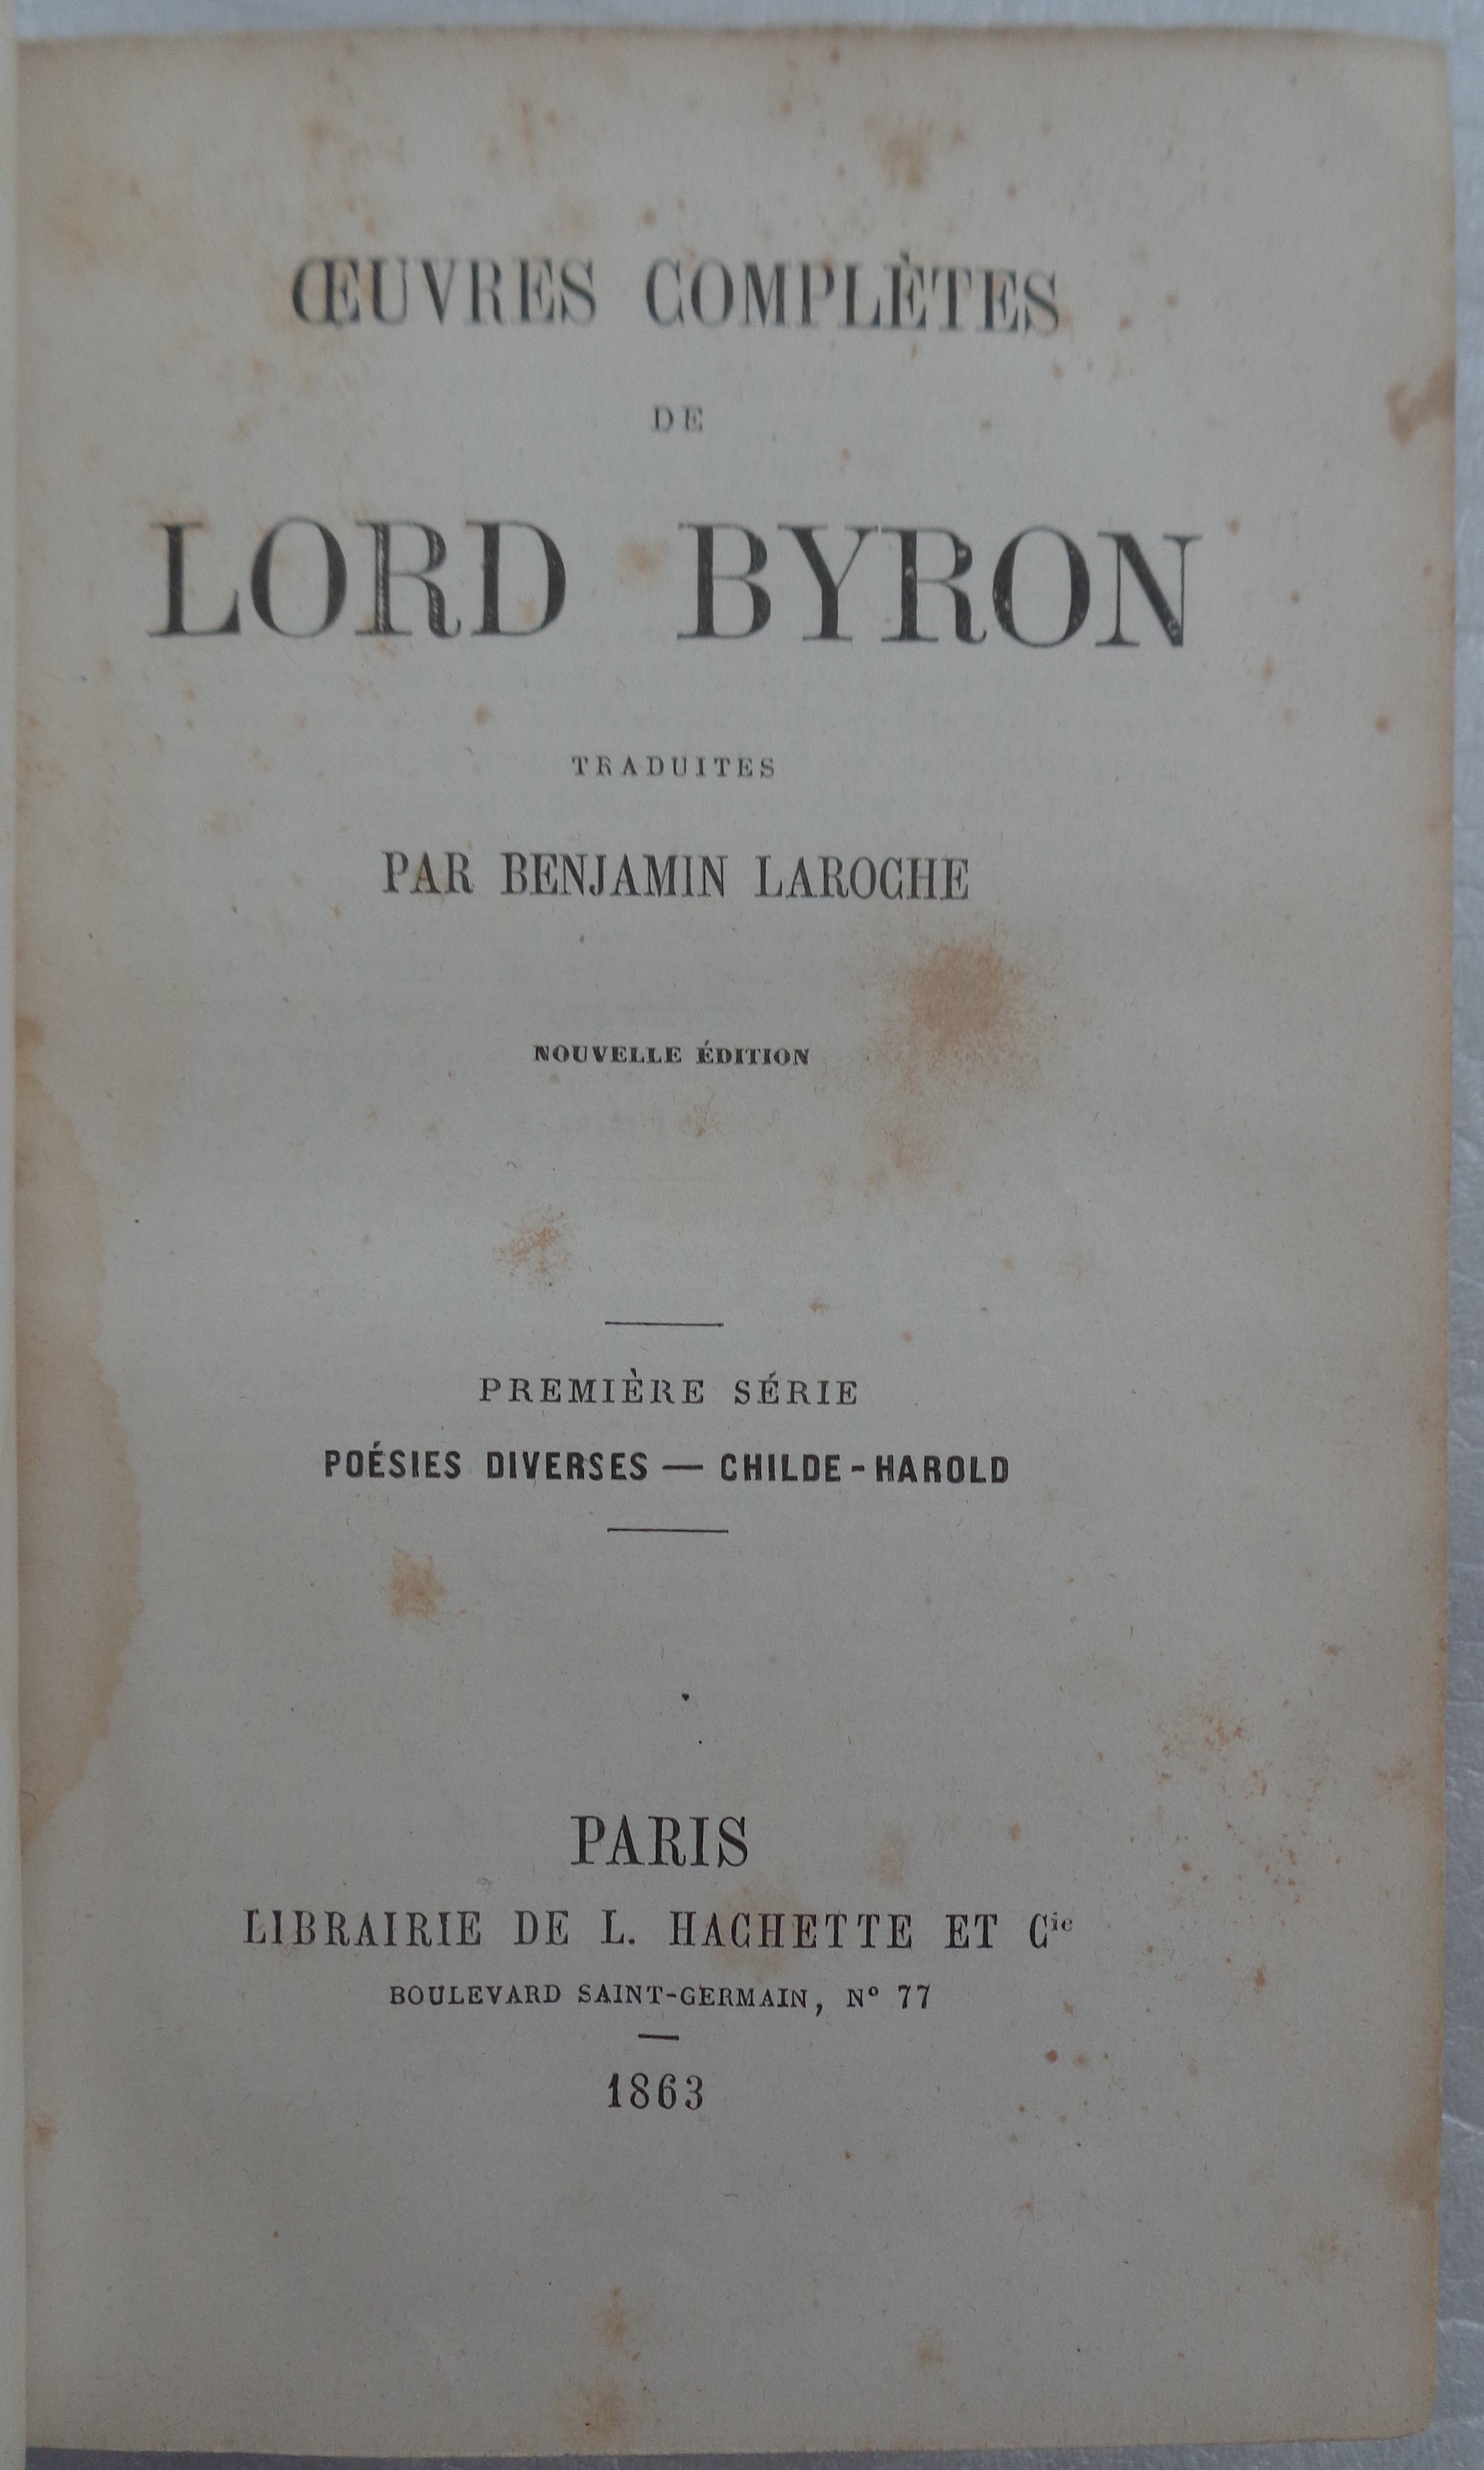 ŒUVRES COMPLÈTES
DE
LORD BYRON
TRADUITES
PAR BENJAMIN LAROCHE
NOUVELLE ÉDITION
PREMIÈRE SÉRIE
POÉSIES DIVERSES — CHILDE-HAROLD
PARIS
LIBRAIRIE DE L. HACHETTE ET Cie
BOULEVARD SAINT-GERMAIN, N° 77
1863